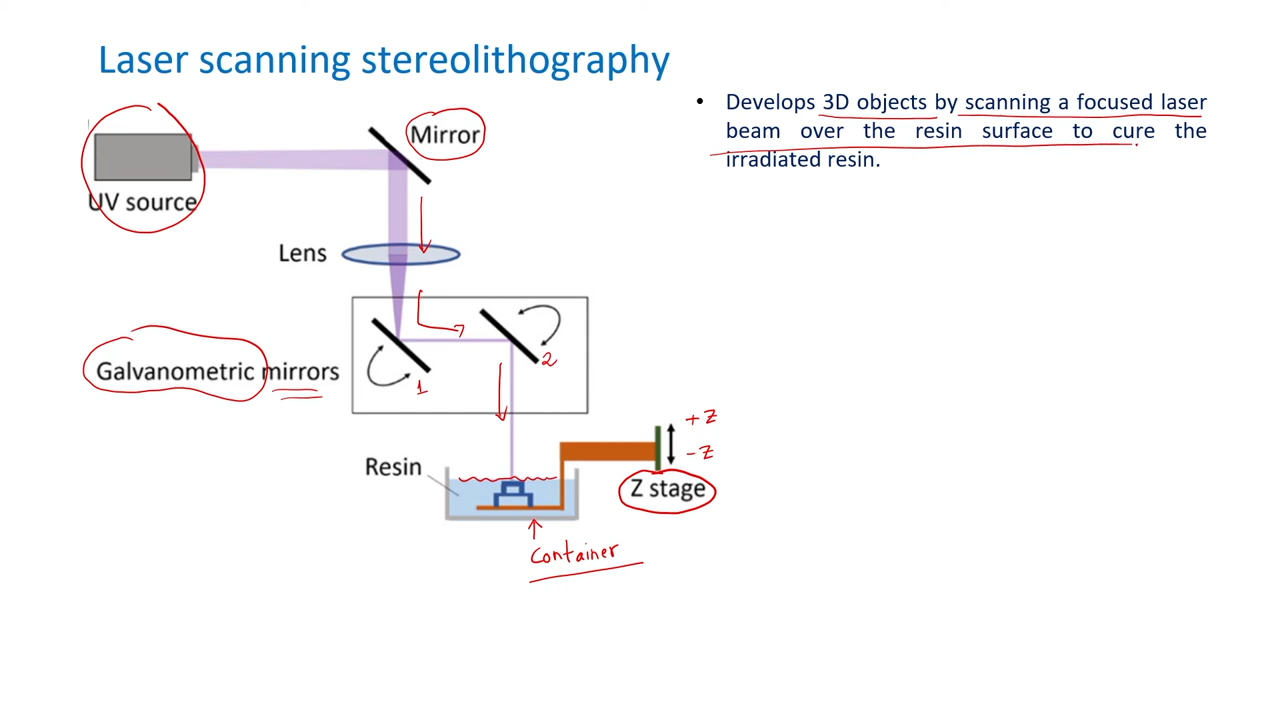 Laser scanning stereolithography
Mirror
UV source
Lens
Galvanometric mirrors
1
2
Resin
+Z
-Z
Z stage
Container
• Develops 3D objects by scanning a focused laser
beam over the resin surface to cure the
irradiated resin.